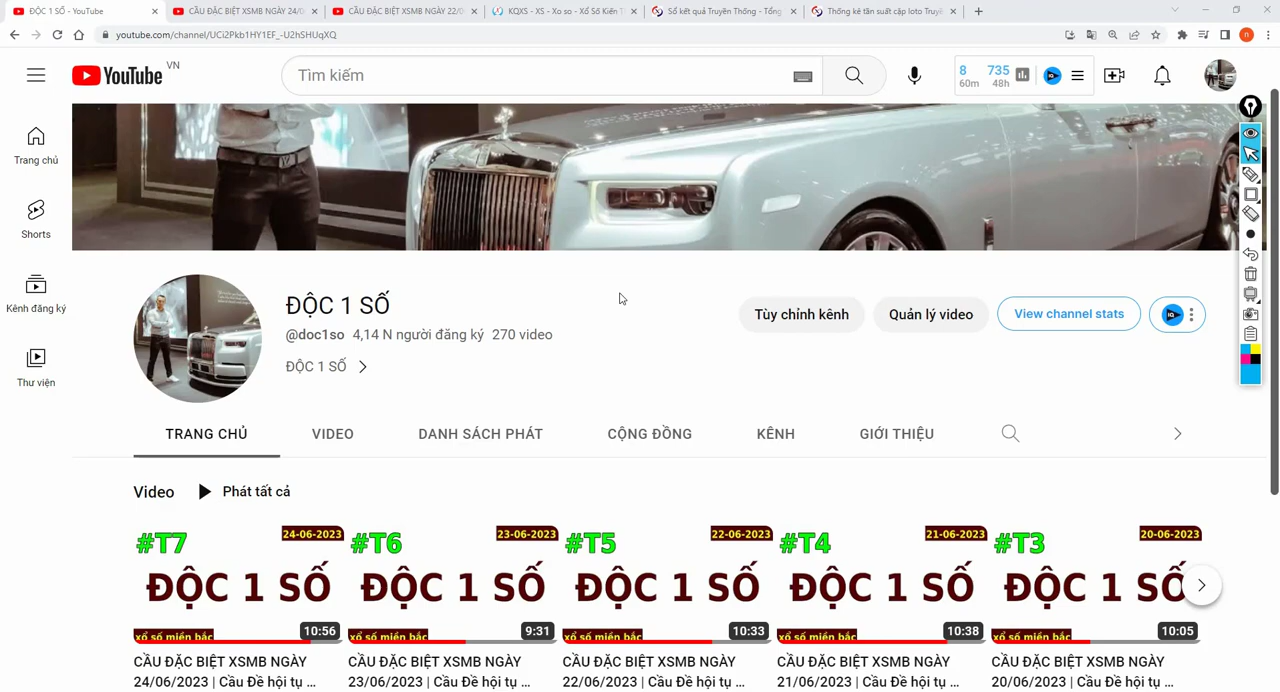 ĐỘC 1 SỐ - YouTube
CẦU ĐẶC BIỆT XSMB NGÀY 24/0
CẦU ĐẶC BIỆT XSMB NGÀY 22/0
KQXS - XS - Xo so - Xổ Số Kiến T
Sổ kết quả Truyền Thống - Tổng
Thống kê tần suất cặp loto Truyề
youtube.com/channel/UCi2Pkb1HY1EF_-U2hSHUqXQ
YouTube VN
Tìm kiếm
8 735
60m 48h
Trang chủ
Shorts
Kênh đăng ký
Thư viện
ĐỘC 1 SỐ
@doc1so 4,14 N người đăng ký 270 video
ĐỘC 1 SỐ
Tùy chỉnh kênh
Quản lý video
View channel stats
TRANG CHỦ VIDEO DANH SÁCH PHÁT CỘNG ĐỒNG KÊNH GIỚI THIỆU
Video Phát tất cả
#T7 24-06-2023
ĐỘC 1 SỐ
xổ số miền bắc 10:56
CẦU ĐẶC BIỆT XSMB NGÀY
24/06/2023 | Cầu Đề hội tụ ...
#T6 23-06-2023
ĐỘC 1 SỐ
xổ số miền bắc 9:31
CẦU ĐẶC BIỆT XSMB NGÀY
23/06/2023 | Cầu Đề hội tụ ...
#T5 22-06-2023
ĐỘC 1 SỐ
xổ số miền bắc 10:33
CẦU ĐẶC BIỆT XSMB NGÀY
22/06/2023 | Cầu Đề hội tụ ...
#T4 21-06-2023
ĐỘC 1 SỐ
xổ số miền bắc 10:38
CẦU ĐẶC BIỆT XSMB NGÀY
21/06/2023 | Cầu Đề hội tụ ...
#T3 20-06-2023
ĐỘC 1 SỐ
xổ số miền bắc 10:05
CẦU ĐẶC BIỆT XSMB NGÀY
20/06/2023 | Cầu Đề hội tụ ...